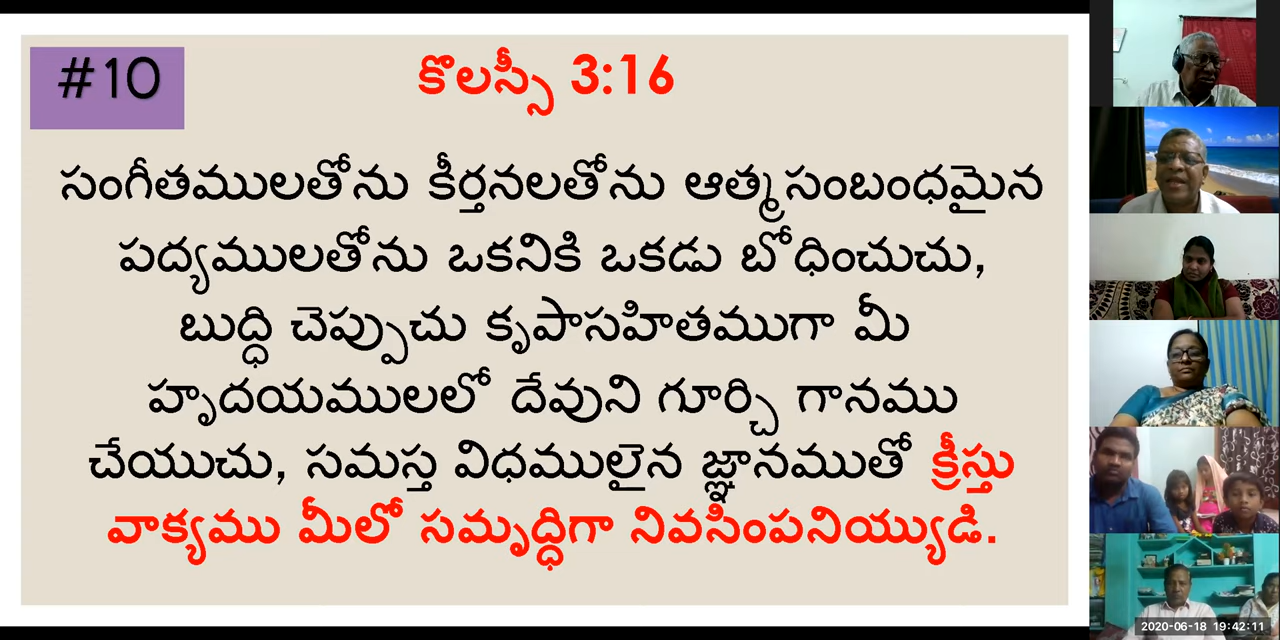 #10
కొలస్సీ 3:16
సంగీతములతోను కీర్తనలతోను ఆత్మసంబంధమైన
పద్యములతోను ఒకనికి ఒకడు బోధించుచు,
బుద్ధి చెప్పుచు కృపాసహితముగా మీ
హృదయములలో దేవుని గూర్చి గానము
చేయుచు, సమస్త విధములైన జ్ఞానముతో క్రీస్తు
వాక్యము మీలో సమృద్ధిగా నివసింపనియ్యుడి.
2020-06-18 19:42:11